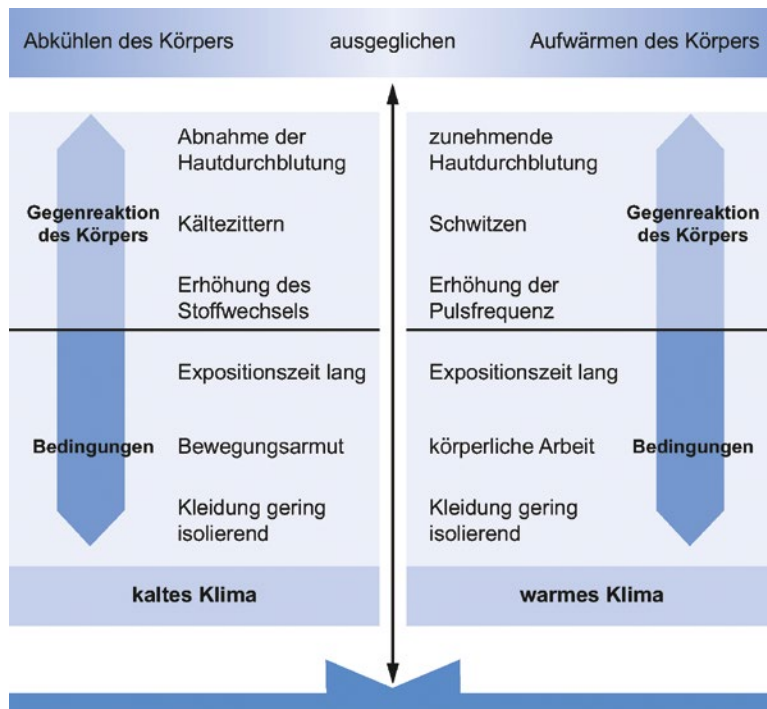 Abkühlen des Körpers
ausgeglichen
Aufwärmen des Körpers
Abnahme der
Hautdurchblutung
Gegenreaktion
des Körpers
Kältezittern
Erhöhung des
Stoffwechsels
Expositionszeit lang
Bedingungen
Bewegungsarmut
Kleidung gering
isolierend
kaltes Klima
zunehmende
Hautdurchblutung
Schwitzen
Gegenreaktion
des Körpers
Erhöhung der
Pulsfrequenz
Expositionszeit lang
körperliche Arbeit
Bedingungen
Kleidung gering
isolierend
warmes Klima